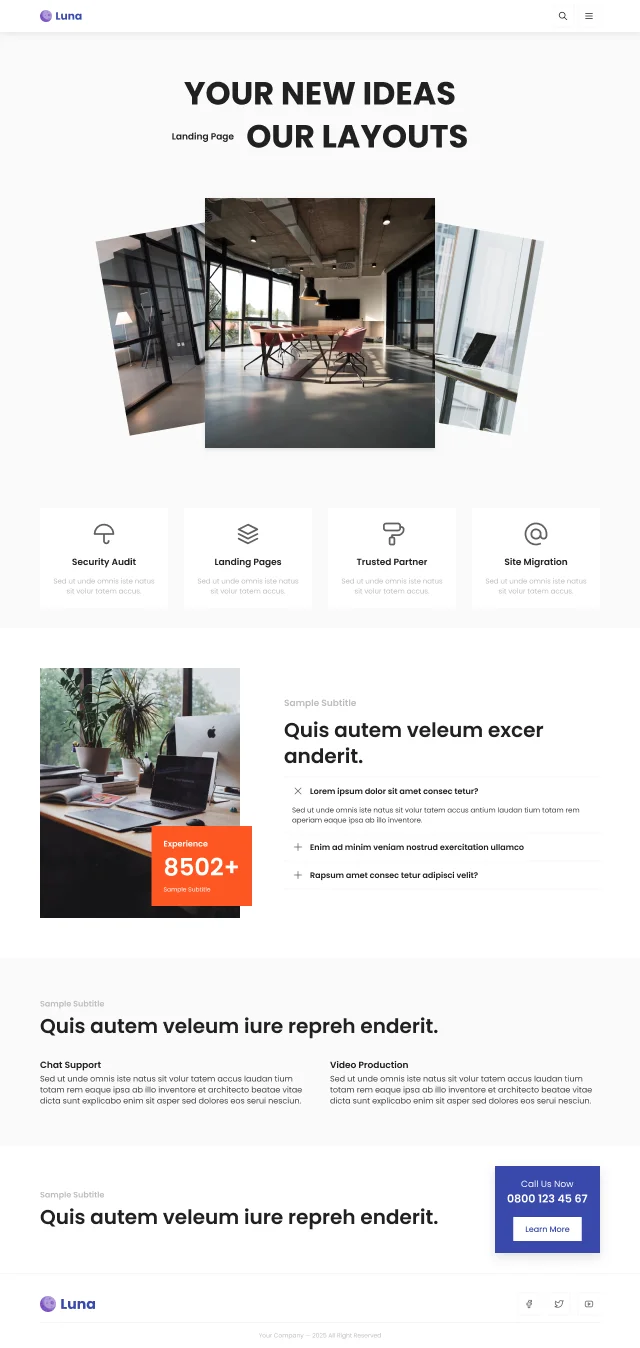 Luna
YOUR NEW IDEAS
Landing Page OUR LAYOUTS
Security Audit
Sed ut unde omnis iste natus
sit volur tatem accus.
Landing Pages
Sed ut unde omnis iste natus
sit volur tatem accus.
Trusted Partner
Sed ut unde omnis iste natus
sit volur tatem accus.
Site Migration
Sed ut unde omnis iste natus
sit volur tatem accus.
Experience
8502+
Sample Subtitle
Sample Subtitle
Quis autem veleum excer
anderit.
Lorem ipsum dolor sit amet consec tetur?
Sed ut unde omnis iste natus sit volur tatem accus antium laudan tium totam rem
aperiam eaque ipsa ab illo inventore.
Enim ad minim veniam nostrud exercitation ullamco
Rapsum amet consec tetur adipisci velit?
Sample Subtitle
Quis autem veleum iure repreh enderit.
Chat Support
Sed ut unde omnis iste natus sit volur tatem accus laudan tium
totam rem eaque ipsa ab illo inventore et architecto beatae vitae
dicta sunt explicabo enim sit asper sed dolores eos serui nesciun.
Video Production
Sed ut unde omnis iste natus sit volur tatem accus laudan tium
totam rem eaque ipsa ab illo inventore et architecto beatae vitae
dicta sunt explicabo enim sit asper sed dolores eos serui nesciun.
Sample Subtitle
Quis autem veleum iure repreh enderit.
Call Us Now
0800 123 45 67
Learn More
Luna
Your Company — 2025 All Right Reserved